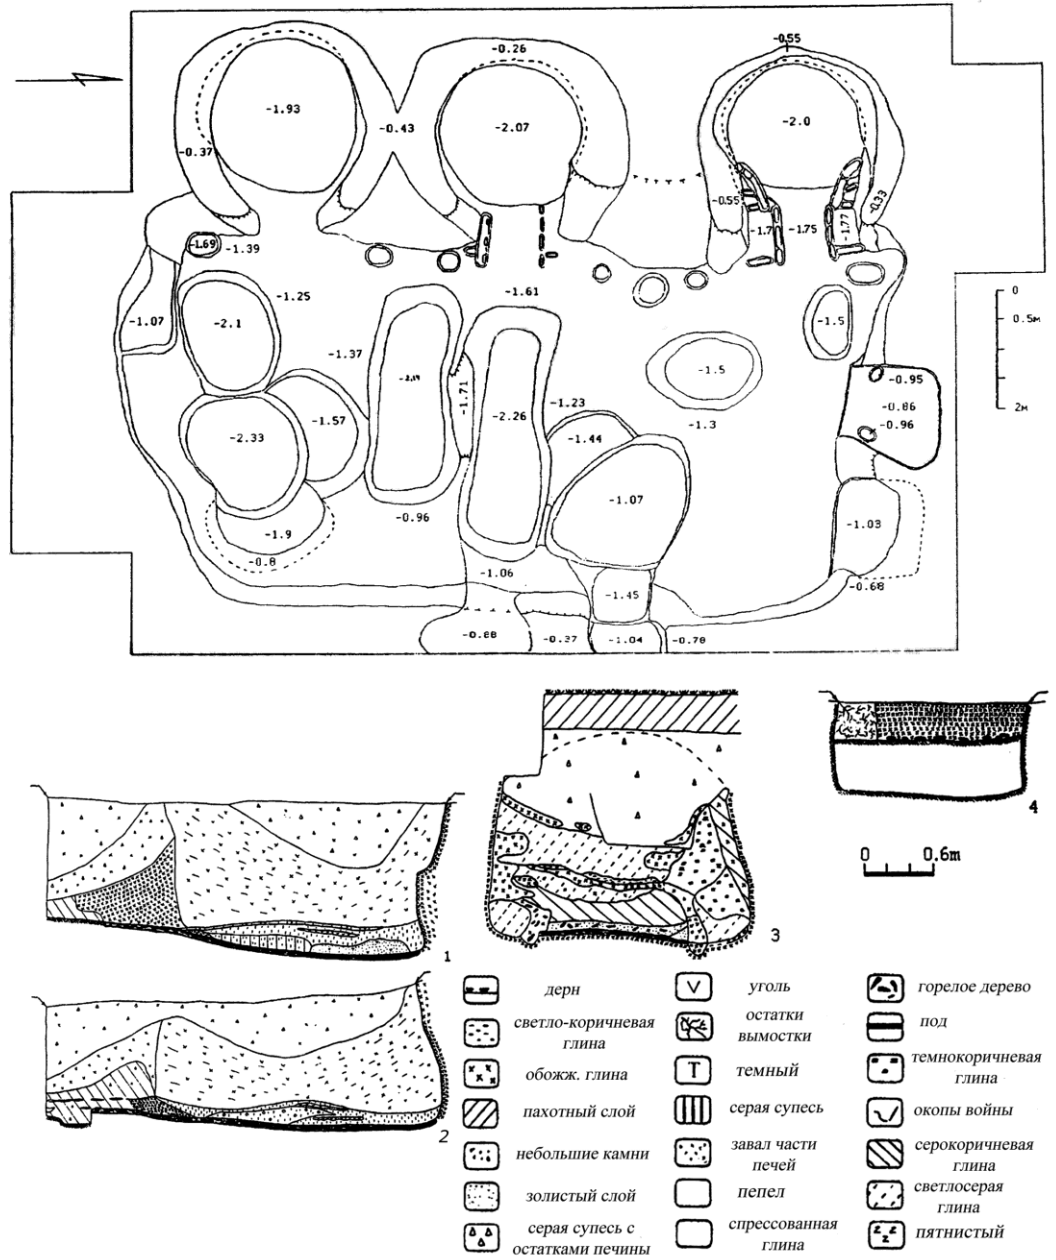 -0.26
-0.55
-1.93
-2.07
-2.0
-0.43
-0.37
-0.55
-0.33
-1.69
-1.39
-1.7
-1.75
-1.77
-1.25
-1.61
-1.07
-2.1
-1.5
0
0.5м
2м
-1.37
-2.19
-1.71
-1.5
-0.95
-0.86
-0.96
-1.57
-2.33
-2.26
-1.23
-1.3
-1.44
-1.07
-0.96
-1.9
-0.8
-1.03
-1.06
-1.45
-0.68
-0.88
-0.37
-1.04
-0.78
1
2
3
4
0 0.6м
дерн
светло-коричневая
глина
обожж. глина
пахотный слой
небольшие камни
золистый слой
серая супесь с
остатками печины
уголь
остатки
вымостки
Т темный
серая супесь
завал части
печей
пепел
спрессованная
глина
горелое дерево
под
темнокоричневая
глина
окопы войны
серокоричневая
глина
светлосерая
глина
пятнистый